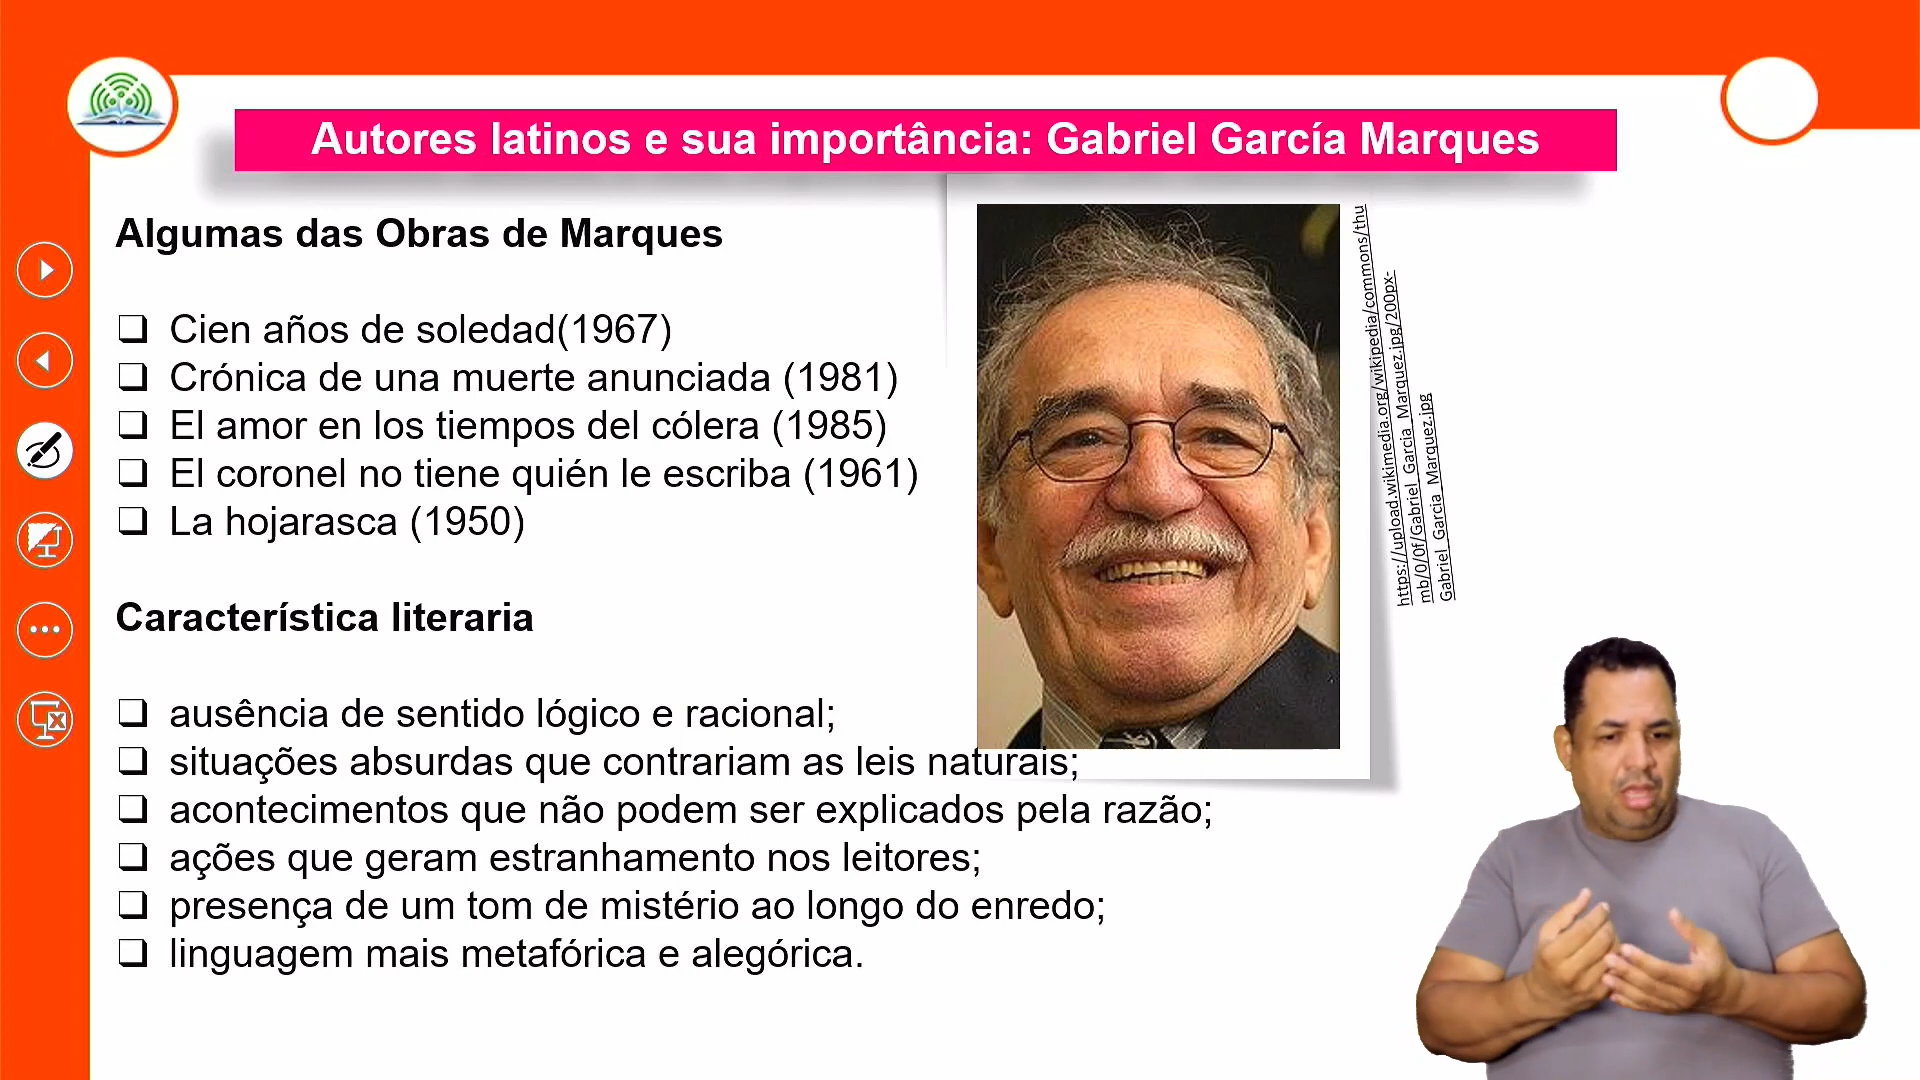 Autores latinos e sua importância: Gabriel García Marques
Algumas das Obras de Marques
❑ Cien años de soledad(1967)
❑ Crónica de una muerte anunciada (1981)
❑ El amor en los tiempos del cólera (1985)
❑ El coronel no tiene quién le escriba (1961)
❑ La hojarasca (1950)
Característica literaria
❑ ausência de sentido lógico e racional;
❑ situações absurdas que contrariam as leis naturais;
❑ acontecimentos que não podem ser explicados pela razão;
❑ ações que geram estranhamento nos leitores;
❑ presença de um tom de mistério ao longo do enredo;
❑ linguagem mais metafórica e alegórica.
https://upload.wikimedia.org/wikipedia/commons/thu
mb/0/0f/Gabriel_Garcia_Marquez.jpg/200px-
Gabriel_Garcia_Marquez.jpg